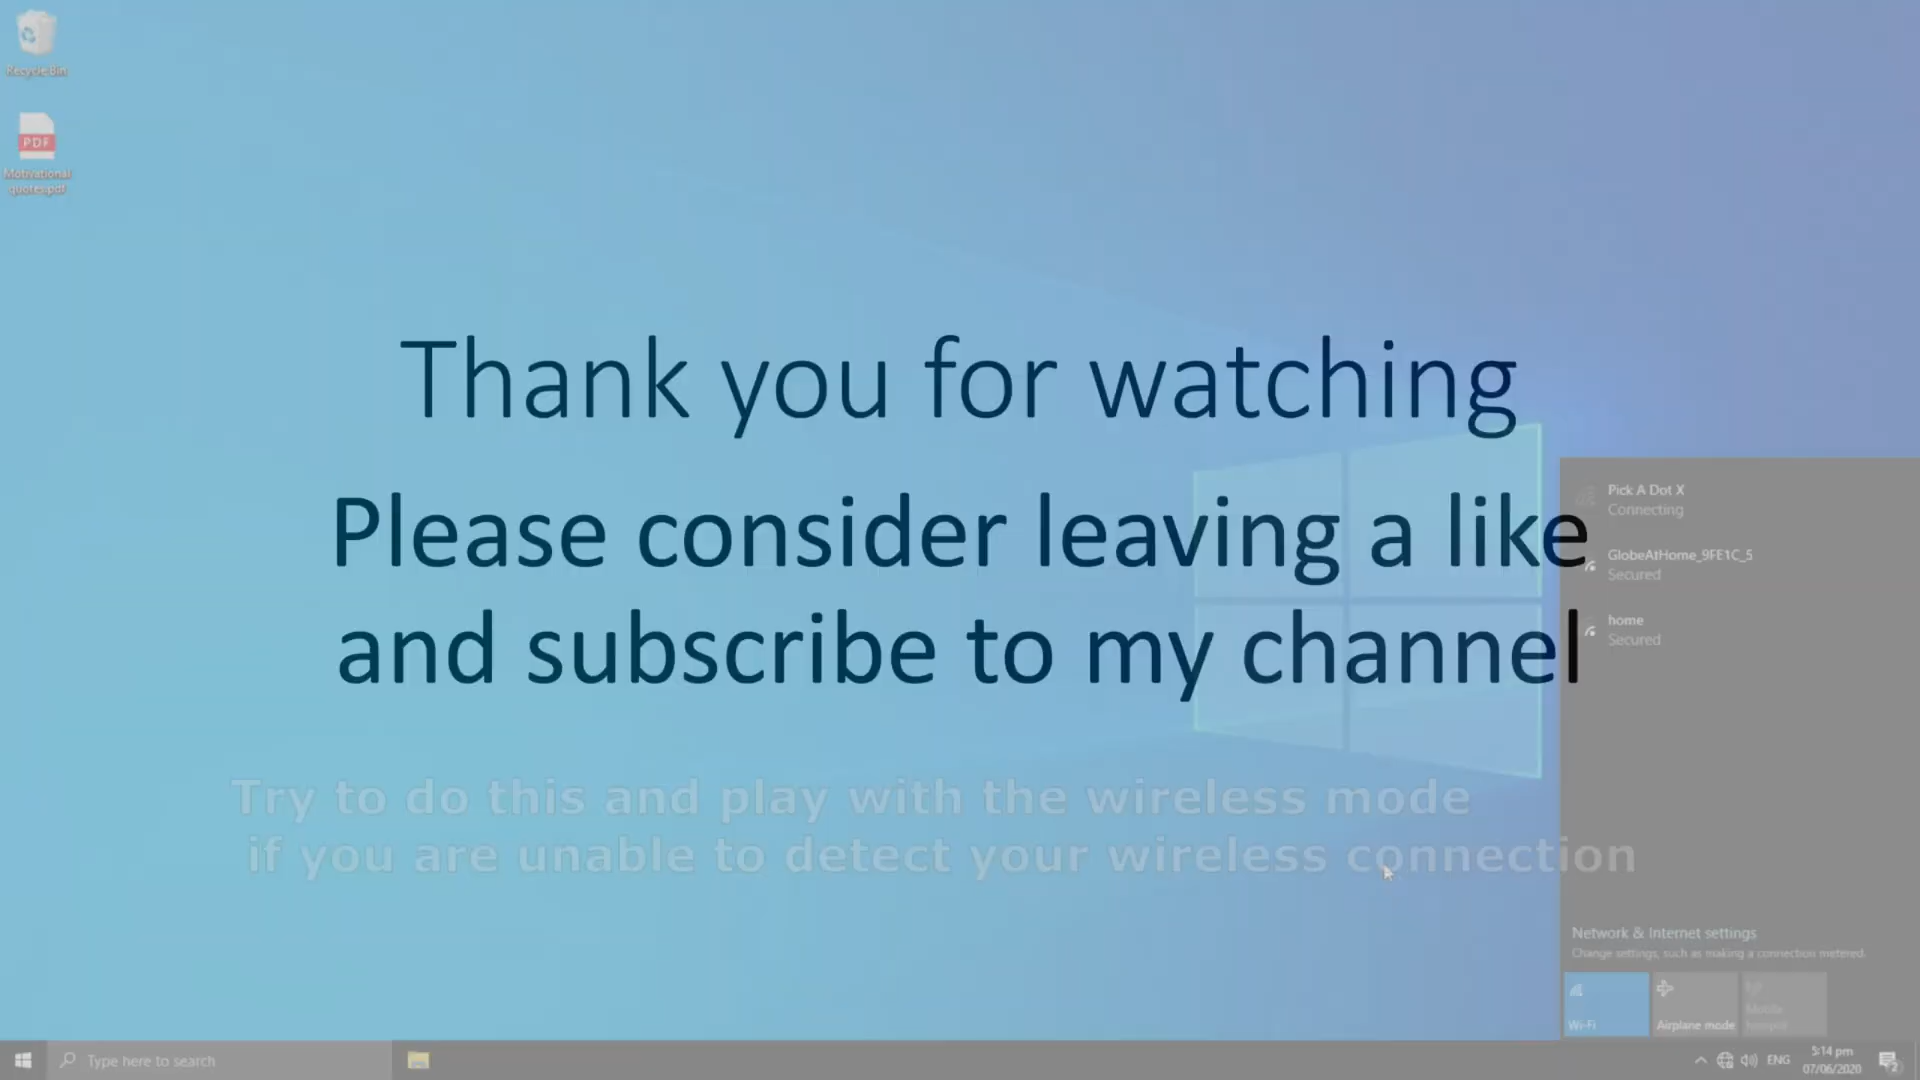 Recycle Bin
PDF
Motivational
quotes.pdf
Thank you for watching
Please consider leaving a like
and subscribe to my channel
Try to do this and play with the wireless mode
if you are unable to detect your wireless connection
Pick A Dot X
Connecting
GlobeAtHome_9FE1C_5
Secured
home
Secured
Network & Internet settings
Change settings, such as making a connection metered.
Wi-Fi
Airplane mode
Mobile
hotspot
Type here to search
ENG
5:14 pm
07/06/2020
2